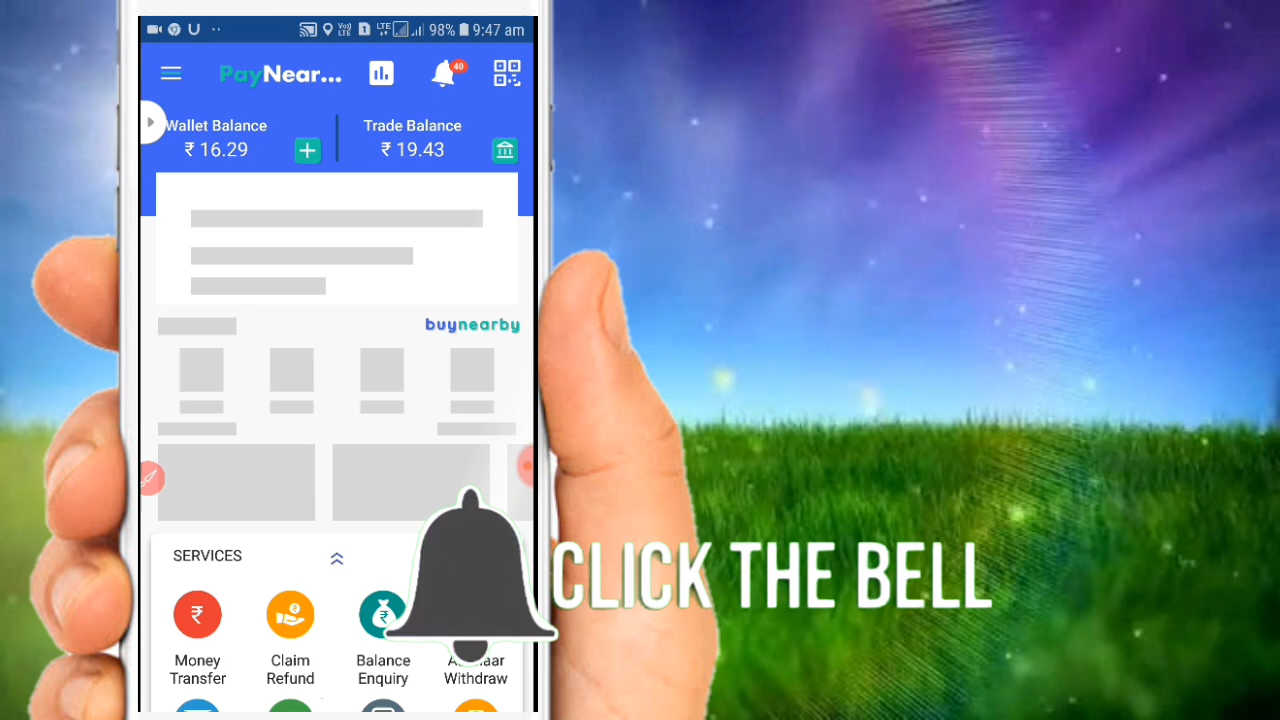 98% 9:47 am
PayNear... 40
Wallet Balance Trade Balance
₹ 16.29 ₹ 19.43
buynearby
SERVICES
CLICK THE BELL
Money Transfer
Claim Refund
Balance Enquiry
Withdraw